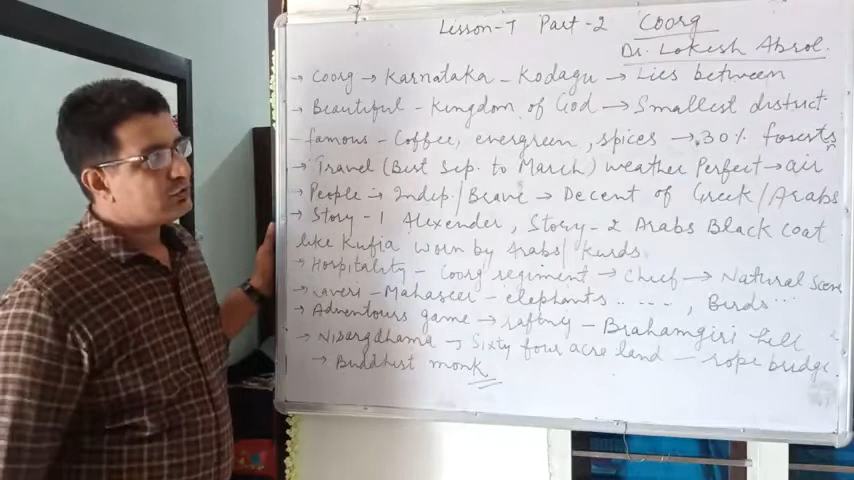 Lisson-7 Part-2 Coorg
Dr. Lokesh Abrol.
→ Coorg → Karnataka - Kodagu → Lies between
→ Beautiful - kingdom of God → Smallest district
- famous - Coffee, evergreen, spices → 30% forests
→ Travel (Best Sep. to March) weather Perfect → air
→ People → Indep/Brave → Decent of Greek/Arabs
→ Story-1 Alexender, Story-2 Arabs Black coat
like Kufia worn by Arabs/Kurds
→ Hospitality - Coorg regiment → Chief → Natural Scene
→ Kaveri - Mahaseer - elephants ....., Birds...
→ Adventours game → rafting - Brahamgiri hill
→ Nisargdhama → Sixty four acre land - rope bridge
→ Buddhist monk